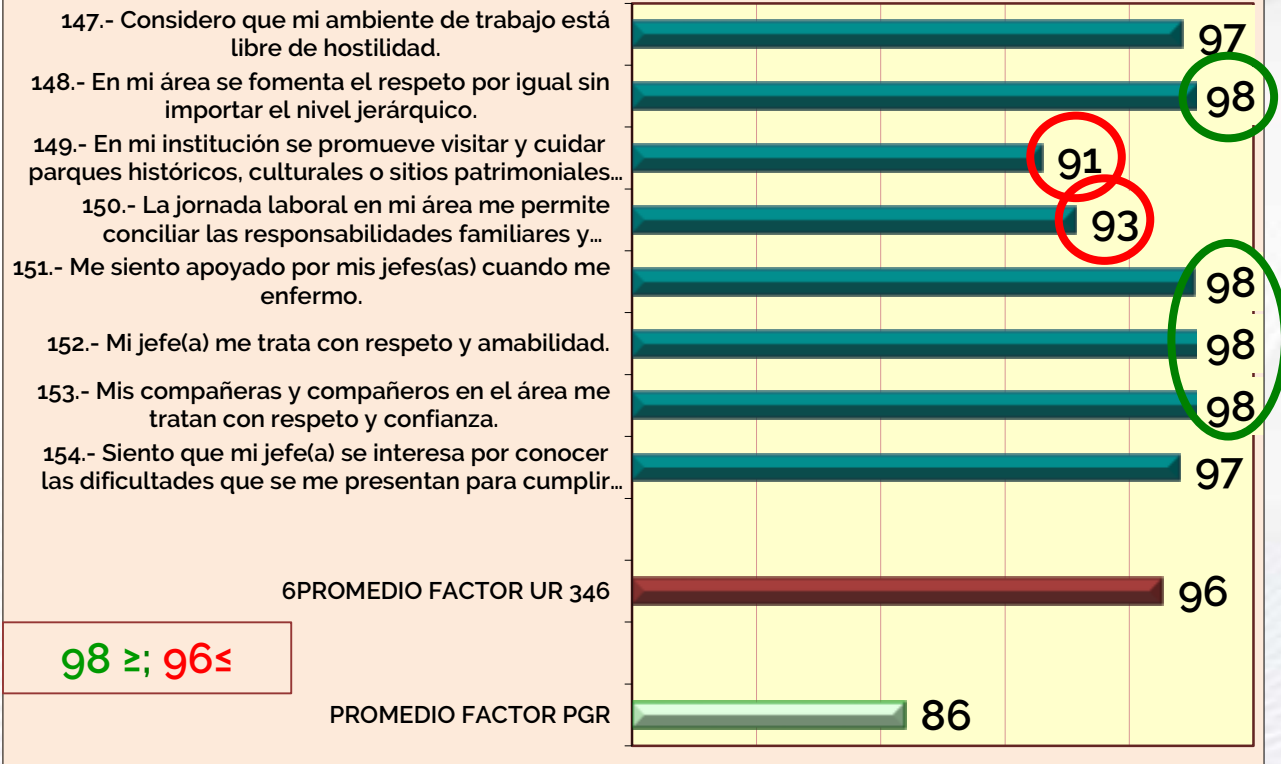 147.- Considero que mi ambiente de trabajo está
libre de hostilidad.
97
148.- En mi área se fomenta el respeto por igual sin
importar el nivel jerárquico.
98
149.- En mi institución se promueve visitar y cuidar
parques históricos, culturales o sitios patrimoniales...
91
150.- La jornada laboral en mi área me permite
conciliar las responsabilidades familiares y...
93
151.- Me siento apoyado por mis jefes(as) cuando me
enfermo.
98
152.- Mi jefe(a) me trata con respeto y amabilidad.
98
153.- Mis compañeras y compañeros en el área me
tratan con respeto y confianza.
98
154.- Siento que mi jefe(a) se interesa por conocer
las dificultades que se me presentan para cumplir...
97
6PROMEDIO FACTOR UR 346
96
98 ≥; 96≤
PROMEDIO FACTOR PGR
86